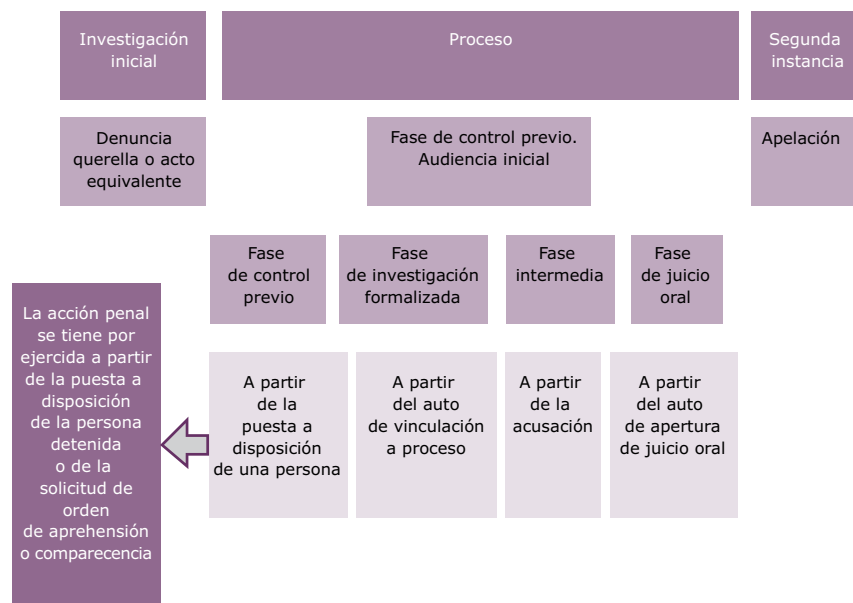 Investigación
inicial
Proceso
Segunda
instancia
Denuncia
querella o acto
equivalente
Fase de control previo.
Audiencia inicial
Apelación
Fase
de control
previo
Fase
de investigación
formalizada
Fase
intermedia
Fase
de juicio
oral
La acción penal
se tiene por
ejercida a partir
de la puesta a
disposición
de la persona
detenida
o de la
solicitud de
orden
de aprehensión
o comparecencia
A partir
de la
puesta a
disposición
de una persona
A partir
del auto
de vinculación
a proceso
A partir
de la
acusación
A partir
del auto
de apertura
de juicio oral